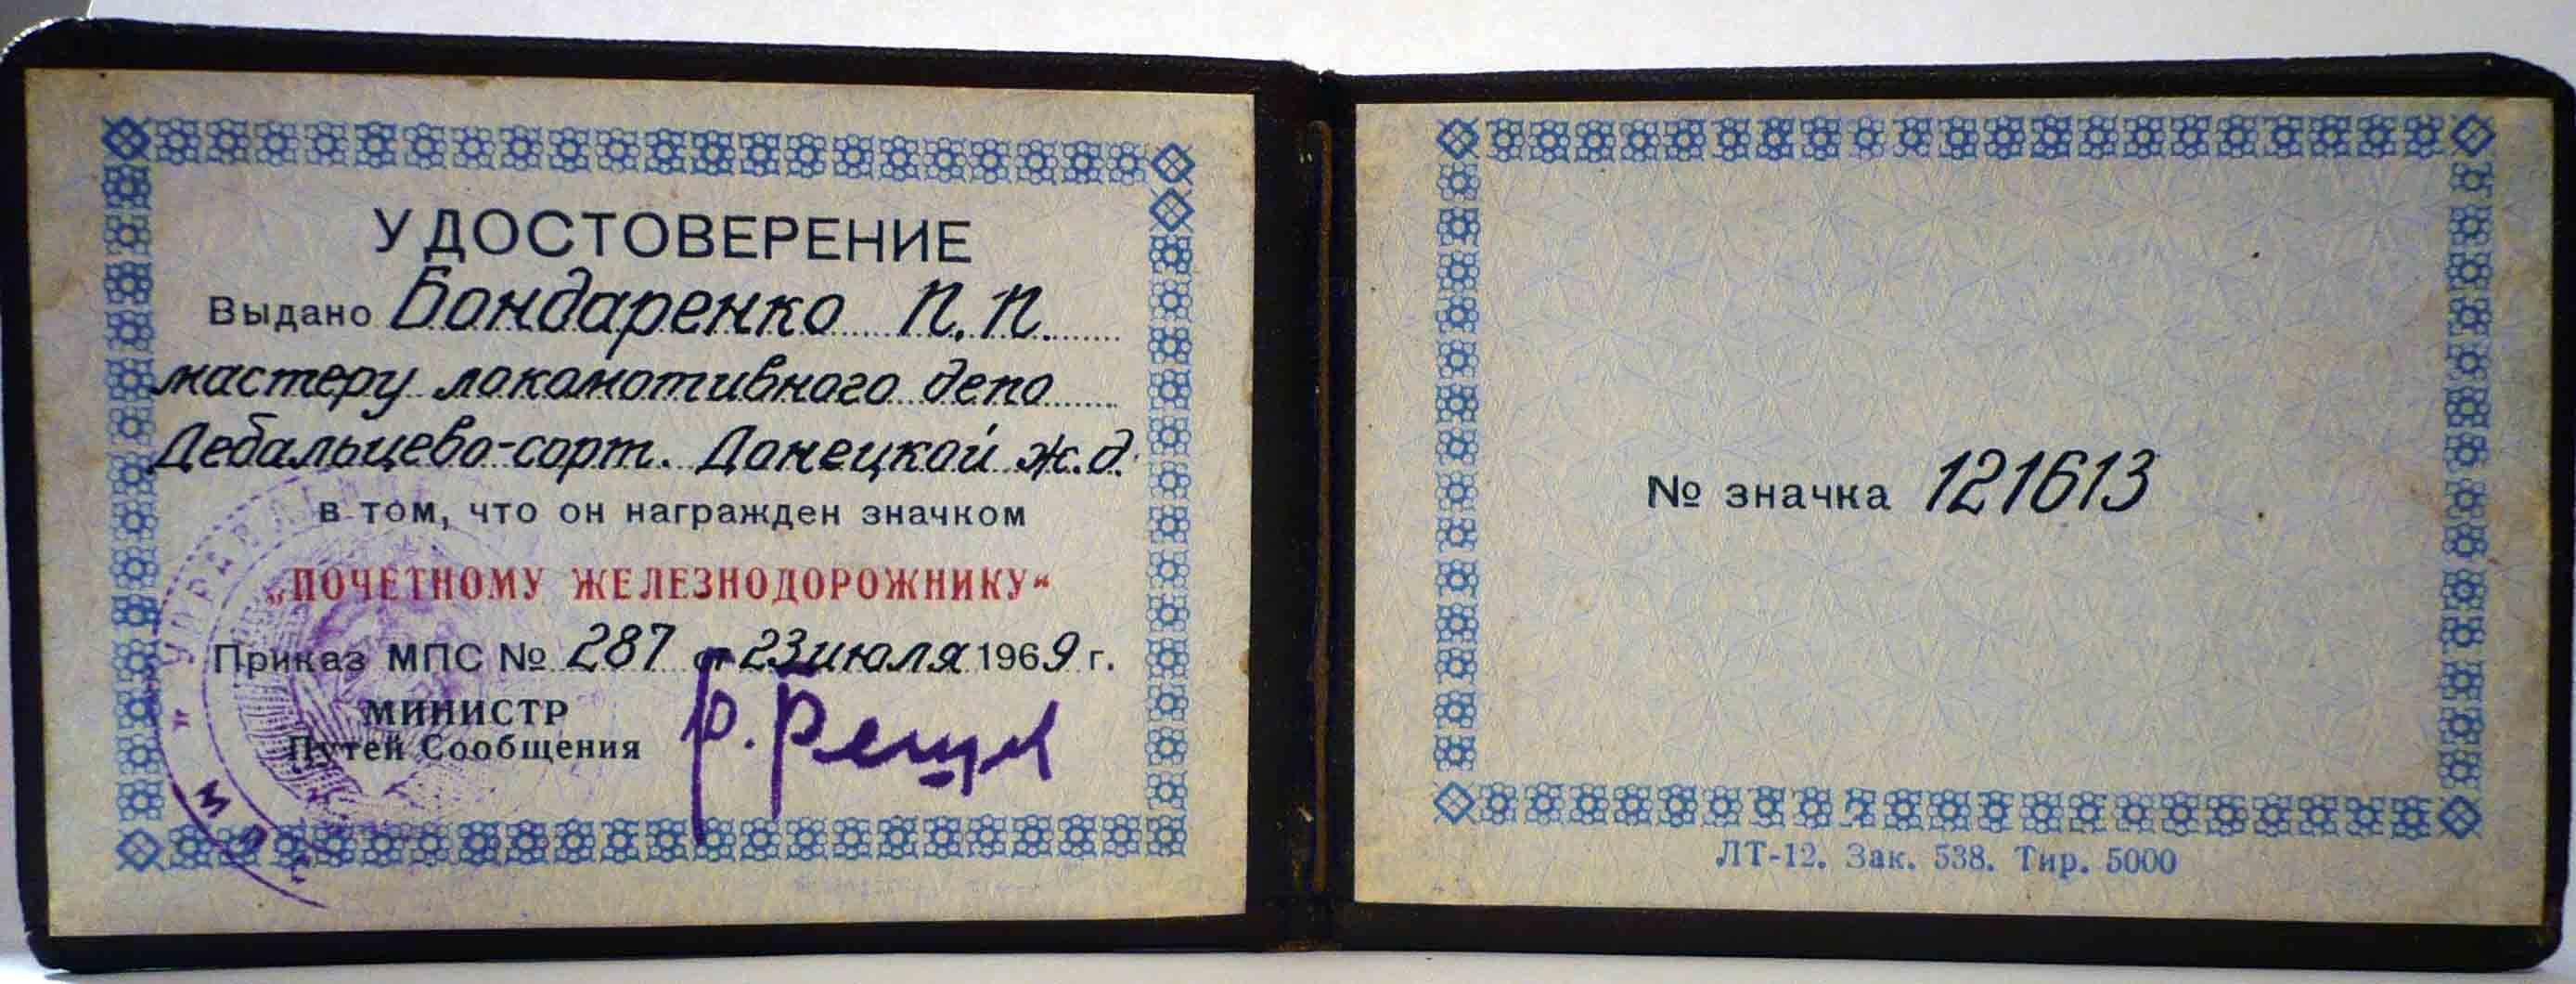 УДОСТОВЕРЕНИЕ
Выдано Бондаренко П.П.
мастеру локомотивного депо
Дебальцево-сорт. Донецкой ж.д.
в том, что он награжден значком
„ПОЧЕТНОМУ ЖЕЛЕЗНОДОРОЖНИКУ“
Приказ МПС № 287 от 23 июля 1969 г.
МИНИСТР
Путей Сообщения
№ значка 121613
ЛТ-12. Зак. 538. Тир. 5000